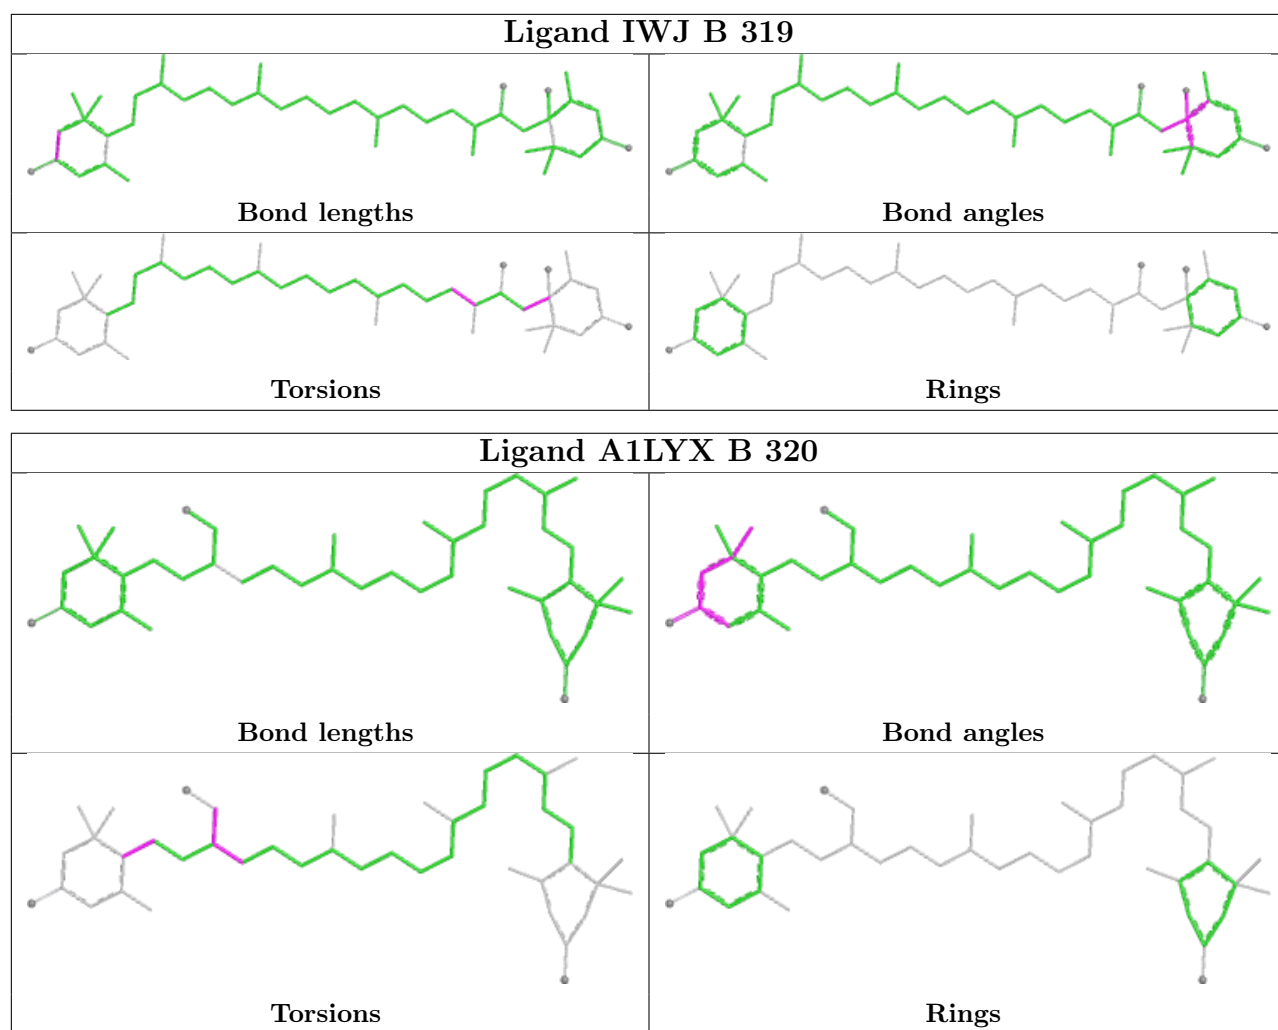 Ligand IWJ B 319
Bond lengths
Bond angles
Torsions
Rings
Ligand A1LYX B 320
Bond lengths
Bond angles
Torsions
Rings